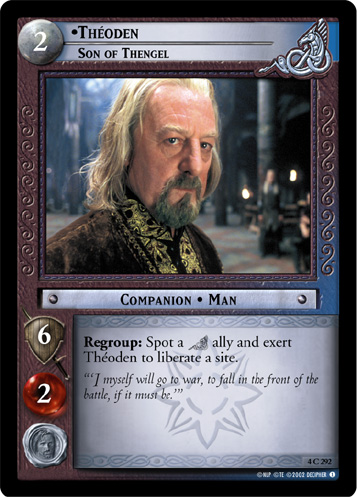 2
•Théoden
Son of Thengel
Companion • Man
6
2
Regroup: Spot a ally and exert
Théoden to liberate a site.
“‘I myself will go to war, to fall in the front of the
battle, if it must be.’”
4 C 292
©NLP ©TE ©2002 DECIPHER